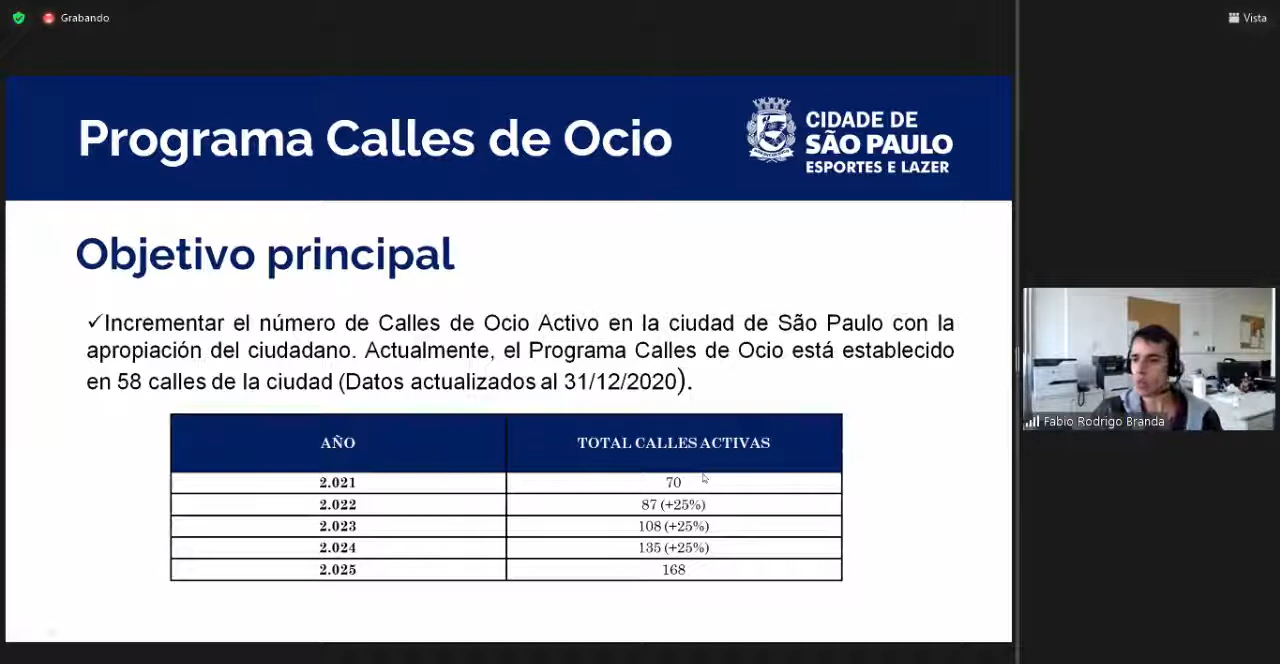 Grabando
Vista
Programa Calles de Ocio
CIDADE DE
SÃO PAULO
ESPORTES E LAZER
Objetivo principal
✓Incrementar el número de Calles de Ocio Activo en la ciudad de São Paulo con la
apropiación del ciudadano. Actualmente, el Programa Calles de Ocio está establecido
en 58 calles de la ciudad (Datos actualizados al 31/12/2020).
AÑO TOTAL CALLES ACTIVAS
2.021 70
2.022 87 (+25%)
2.023 108 (+25%)
2.024 135 (+25%)
2.025 168
Fabio Rodrigo Branda